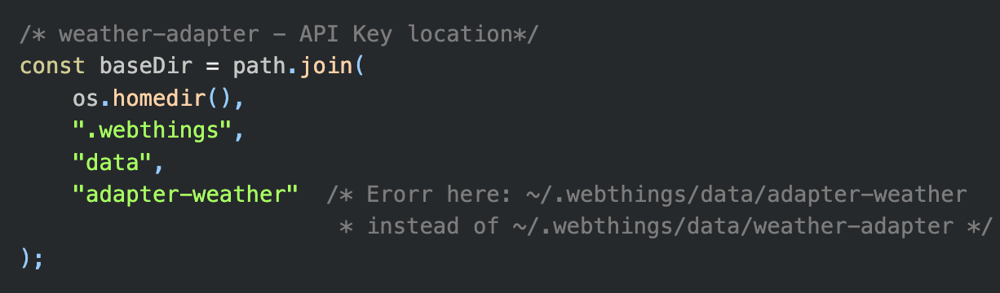 /* weather-adapter - API Key location*/
const baseDir = path.join(
    os.homedir(),
    ".webthings",
    "data",
    "adapter-weather"  /* Erorr here: ~/.webthings/data/adapter-weather
                        * instead of ~/.webthings/data/weather-adapter */
);